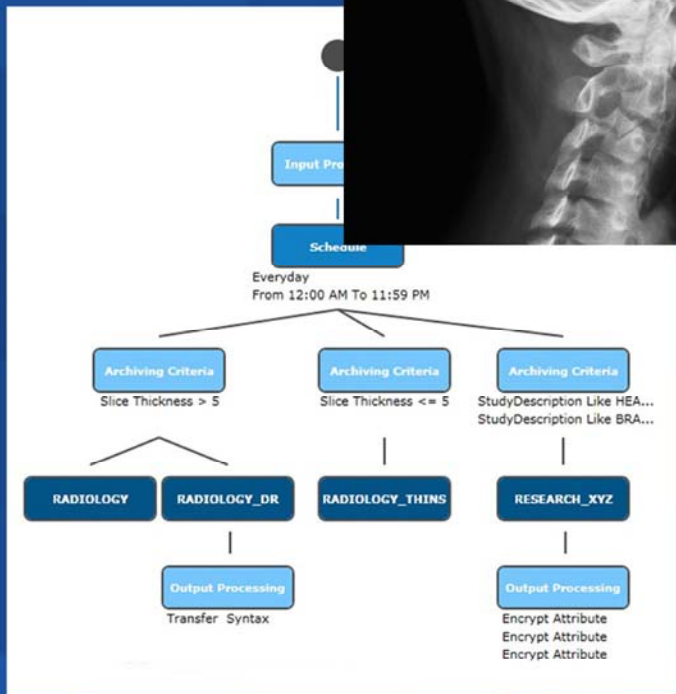 Input Pro
Schedule
Everyday
From 12:00 AM To 11:59 PM
Archiving Criteria
Slice Thickness > 5
Archiving Criteria
Slice Thickness <= 5
Archiving Criteria
StudyDescription Like HEA...
StudyDescription Like BRA...
RADIOLOGY
RADIOLOGY_DR
RADIOLOGY_THINS
RESEARCH_XYZ
Output Processing
Transfer Syntax
Output Processing
Encrypt Attribute
Encrypt Attribute
Encrypt Attribute